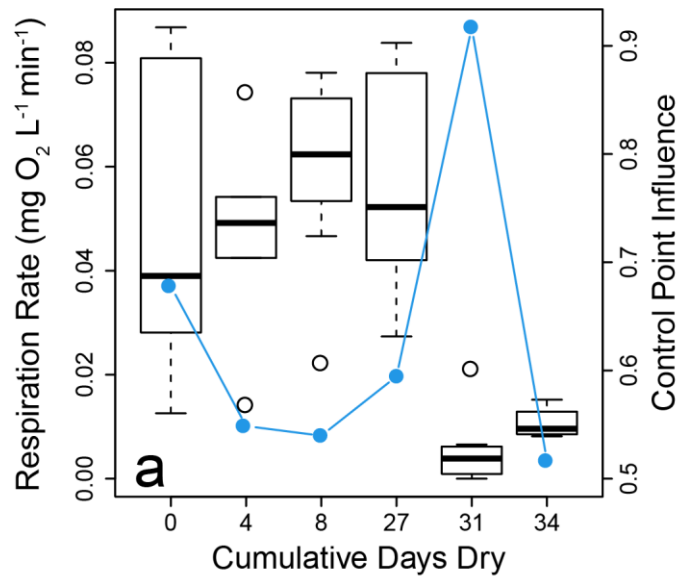 Respiration Rate (mg O₂ L⁻¹ min⁻¹)
0.08
0.06
0.04
0.02
0.00
0.9
0.8
0.7
0.6
0.5
Control Point Influence
a
0 4 8 27 31 34
Cumulative Days Dry